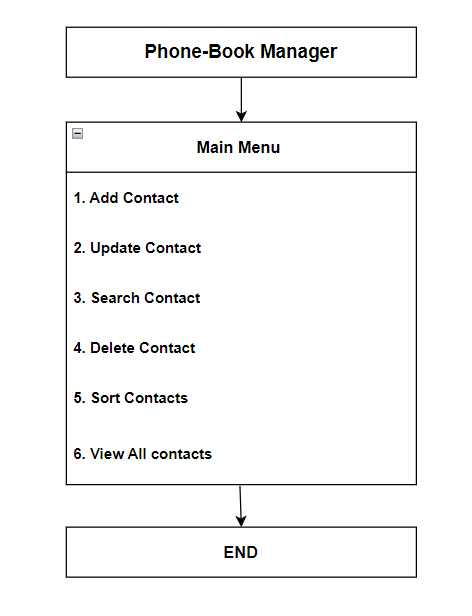 Phone-Book Manager
Main Menu
1. Add Contact
2. Update Contact
3. Search Contact
4. Delete Contact
5. Sort Contacts
6. View All contacts
END